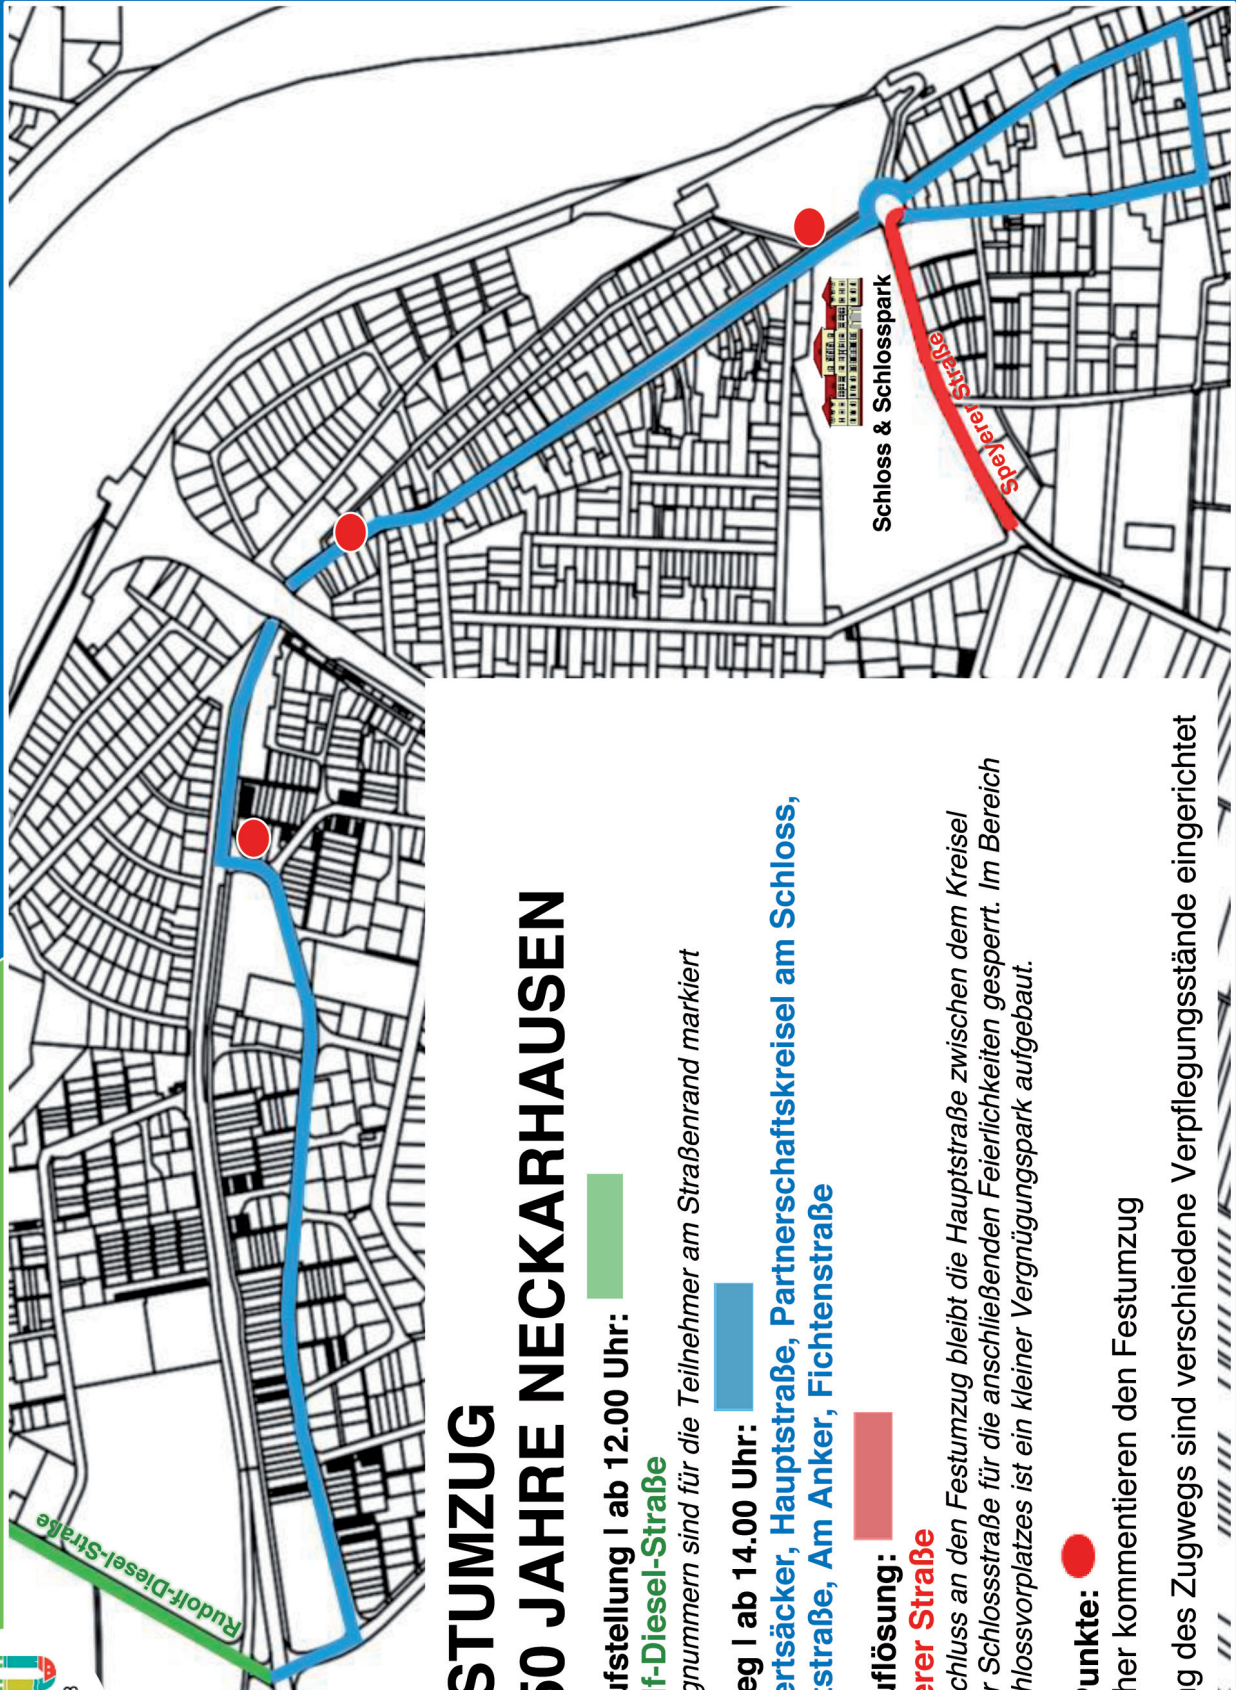 STUMZUG
50 JAHRE NECKARHAUSEN
ufstellung | ab 12.00 Uhr:
lf-Diesel-Straße
gnummern sind für die Teilnehmer am Straßenrand markiert
eg | ab 14.00 Uhr:
ertsäcker, Hauptstraße, Partnerschaftskreisel am Schloss,
tstraße, Am Anker, Fichtenstraße
uflösung:
erer Straße
chluss an den Festumzug bleibt die Hauptstraße zwischen dem Kreisel
r Schlossstraße für die anschließenden Feierlichkeiten gesperrt. Im Bereich
hlossvorplatzes ist ein kleiner Vergnügungspark aufgebaut.
Punkte:
her kommentieren den Festumzug
ng des Zugwegs sind verschiedene Verpflegungsstände eingerichtet
Rudolf-Diesel-Straße
Schloss & Schlosspark
Speyerer Straße